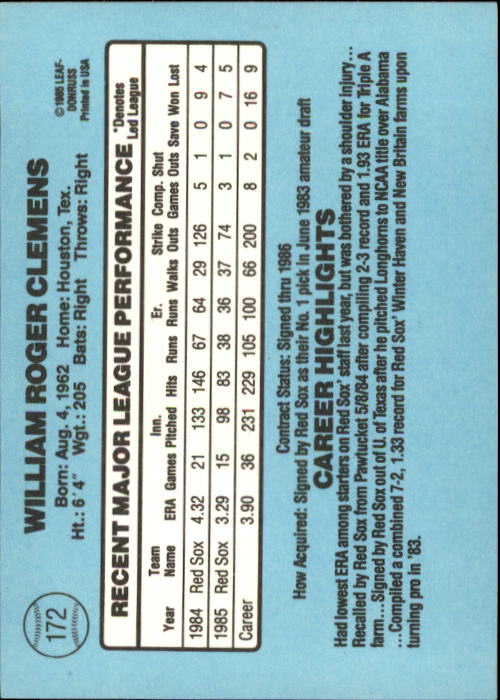 172
WILLIAM ROGER CLEMENS
Born: Aug. 4, 1962 Home: Houston, Tex.
Ht.: 6'4" Wgt.: 205 Bats: Right Throws: Right
©1985 LEAF-
DONRUSS
Printed in USA
RECENT MAJOR LEAGUE PERFORMANCE
*Denotes
Led League
Team Inn. Er. Strike Comp. Shut
Year Name ERA Games Pitched Hits Runs Runs Walks Outs Games Outs Save Won Lost
1984 Red Sox 4.32 21 133 146 67 64 29 126 5 1 0 9 4
1985 Red Sox 3.29 15 98 83 38 36 37 74 3 1 0 7 5
Career 3.90 36 231 229 105 100 66 200 8 2 0 16 9
Contract Status: Signed thru 1986
How Acquired: Signed by Red Sox as their No. 1 pick in June 1983 amateur draft
CAREER HIGHLIGHTS
Had lowest ERA among starters on Red Sox' staff last year, but was bothered by a shoulder injury...
Recalled by Red Sox from Pawtucket 5/8/84 after compiling 2-3 record and 1.93 ERA for Triple A
farm...Signed by Red Sox out of U. of Texas after he pitched Longhorns to NCAA title over Alabama
...Compiled a combined 7-2, 1.33 record for Red Sox' Winter Haven and New Britain farms upon
turning pro in '83.